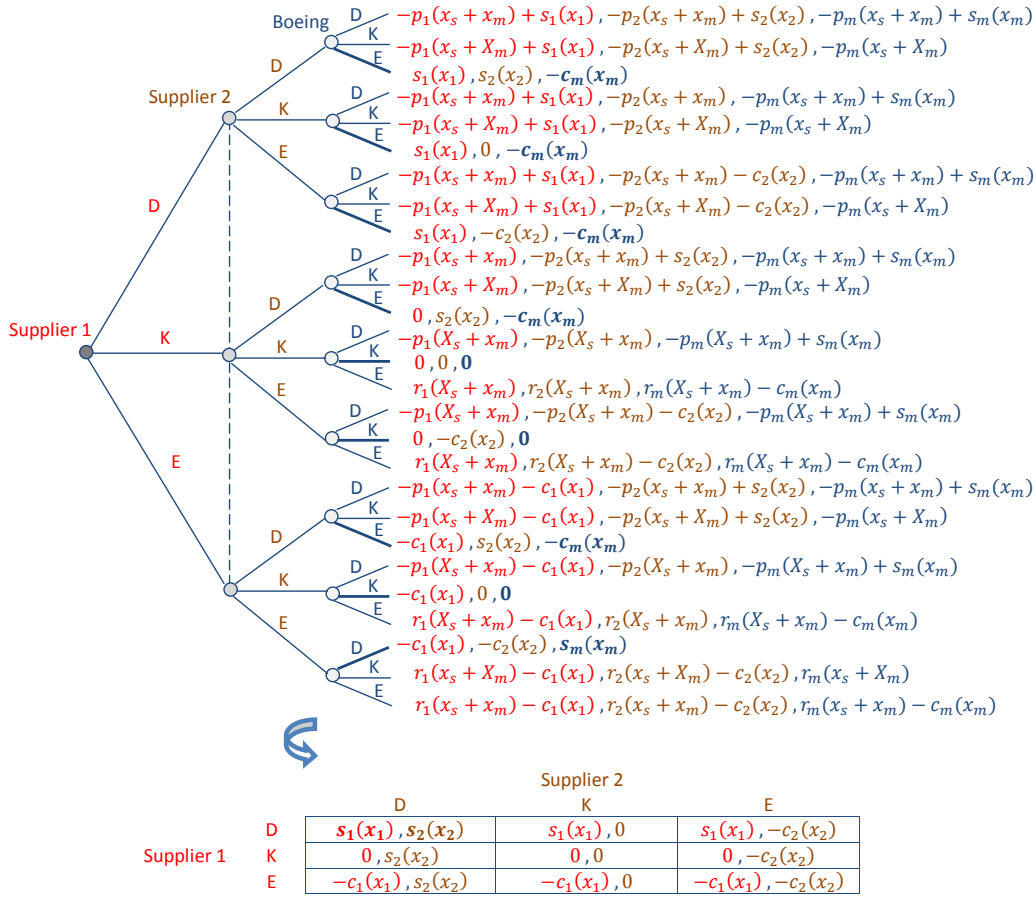 Boeing D −p₁(xₛ + xₘ) + s₁(x₁) , −p₂(xₛ + xₘ) + s₂(x₂) , −pₘ(xₛ + xₘ) + sₘ(xₘ)
K −p₁(xₛ + Xₘ) + s₁(x₁) , −p₂(xₛ + Xₘ) + s₂(x₂) , −pₘ(xₛ + Xₘ)
D E s₁(x₁) , s₂(x₂) , −cₘ(xₘ)
Supplier 2 D −p₁(xₛ + xₘ) + s₁(x₁) , −p₂(xₛ + xₘ) , −pₘ(xₛ + xₘ) + sₘ(xₘ)
K K −p₁(xₛ + Xₘ) + s₁(x₁) , −p₂(xₛ + Xₘ) , −pₘ(xₛ + Xₘ)
E s₁(x₁) , 0 , −cₘ(xₘ)
E D −p₁(xₛ + xₘ) + s₁(x₁) , −p₂(xₛ + xₘ) − c₂(x₂) , −pₘ(xₛ + xₘ) + sₘ(xₘ)
D K −p₁(xₛ + Xₘ) + s₁(x₁) , −p₂(xₛ + Xₘ) − c₂(x₂) , −pₘ(xₛ + Xₘ)
E s₁(x₁) , −c₂(x₂) , −cₘ(xₘ)
D −p₁(xₛ + xₘ) , −p₂(xₛ + xₘ) + s₂(x₂) , −pₘ(xₛ + xₘ) + sₘ(xₘ)
K −p₁(xₛ + Xₘ) , −p₂(xₛ + Xₘ) + s₂(x₂) , −pₘ(xₛ + Xₘ)
D E 0 , s₂(x₂) , −cₘ(xₘ)
Supplier 1 K K D −p₁(Xₛ + xₘ) , −p₂(Xₛ + xₘ) , −pₘ(Xₛ + xₘ) + sₘ(xₘ)
K 0 , 0 , 0
E r₁(Xₛ + xₘ) , r₂(Xₛ + xₘ) , rₘ(Xₛ + xₘ) − cₘ(xₘ)
E D −p₁(Xₛ + xₘ) , −p₂(Xₛ + xₘ) − c₂(x₂) , −pₘ(Xₛ + xₘ) + sₘ(xₘ)
K 0 , −c₂(x₂) , 0
E E r₁(Xₛ + xₘ) , r₂(Xₛ + xₘ) − c₂(x₂) , rₘ(Xₛ + xₘ) − cₘ(xₘ)
D −p₁(xₛ + xₘ) − c₁(x₁) , −p₂(xₛ + xₘ) + s₂(x₂) , −pₘ(xₛ + xₘ) + sₘ(xₘ)
K −p₁(xₛ + Xₘ) − c₁(x₁) , −p₂(xₛ + Xₘ) + s₂(x₂) , −pₘ(xₛ + Xₘ)
D E −c₁(x₁) , s₂(x₂) , −cₘ(xₘ)
D −p₁(Xₛ + xₘ) − c₁(x₁) , −p₂(Xₛ + xₘ) , −pₘ(Xₛ + xₘ) + sₘ(xₘ)
K K −c₁(x₁) , 0 , 0
E E r₁(Xₛ + xₘ) − c₁(x₁) , r₂(Xₛ + xₘ) , rₘ(Xₛ + xₘ) − cₘ(xₘ)
D −c₁(x₁) , −c₂(x₂) , sₘ(xₘ)
K r₁(xₛ + Xₘ) − c₁(x₁) , r₂(xₛ + Xₘ) − c₂(x₂) , rₘ(xₛ + Xₘ)
E r₁(xₛ + xₘ) − c₁(x₁) , r₂(xₛ + xₘ) − c₂(x₂) , rₘ(xₛ + xₘ) − cₘ(xₘ)
Supplier 2
D K E
D s₁(x₁) , s₂(x₂) s₁(x₁) , 0 s₁(x₁) , −c₂(x₂)
Supplier 1 K 0 , s₂(x₂) 0 , 0 0 , −c₂(x₂)
E −c₁(x₁) , s₂(x₂) −c₁(x₁) , 0 −c₁(x₁) , −c₂(x₂)